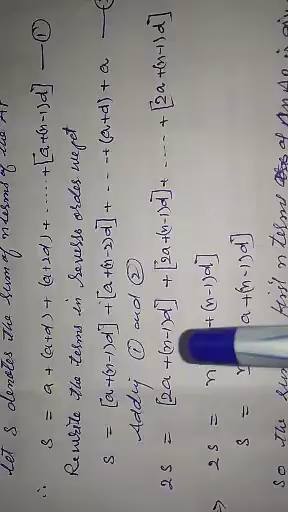 Let S denotes the sum of n terms of the AP
∴ S = a + (a+d) + (a+2d) + ..... + [a+(n-1)d] — ①
Rewrite the terms in reverse order we get
S = [a+(n-1)d] + [a+(n-2)d] + --- + (a+d) + a —
Adding ① and ②
2S = [2a+(n-1)d] + [2a+(n-1)d] + ---- + [2a+(n-1)d]
⇒ 2S = n +(n-1)d]
S = a+(n-1)d]
So the sum first n terms of an AP is